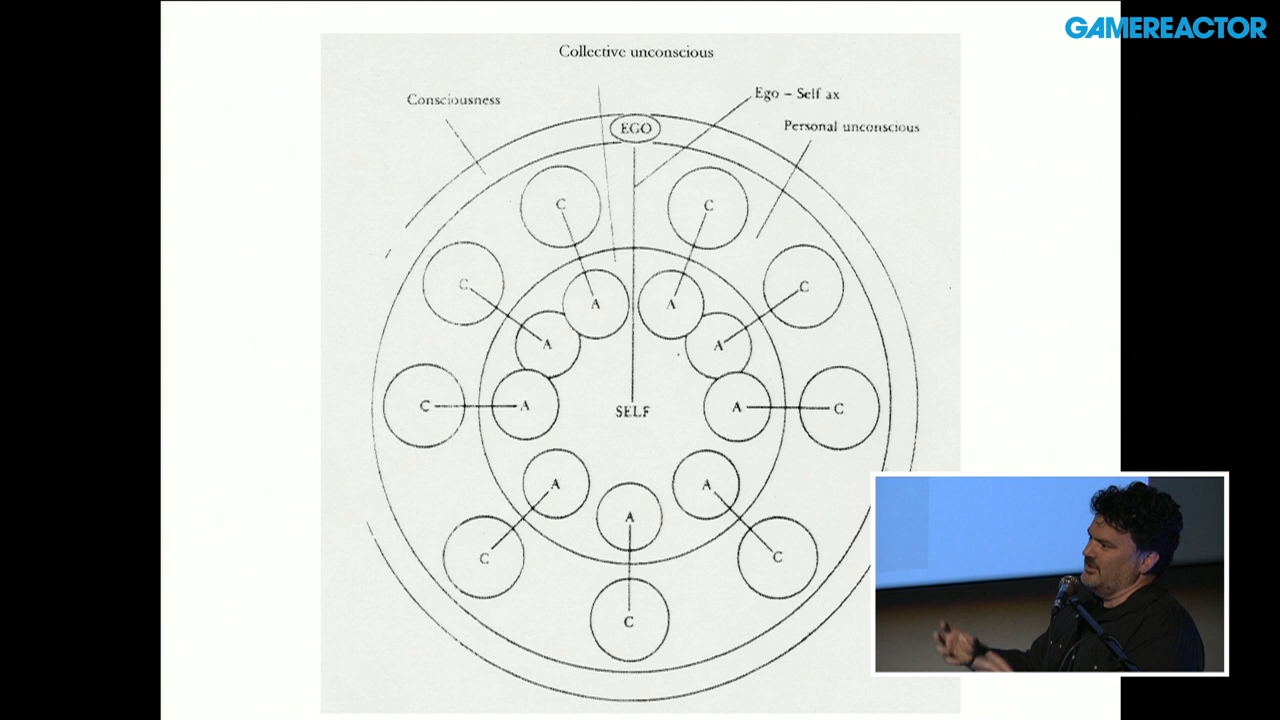 GAMEREACTOR
Collective unconscious
Consciousness
Ego – Self ax
EGO
Personal unconscious
C
C
C
C
A
A
A
A
C
A
SELF
A
C
A
A
A
C
C
C